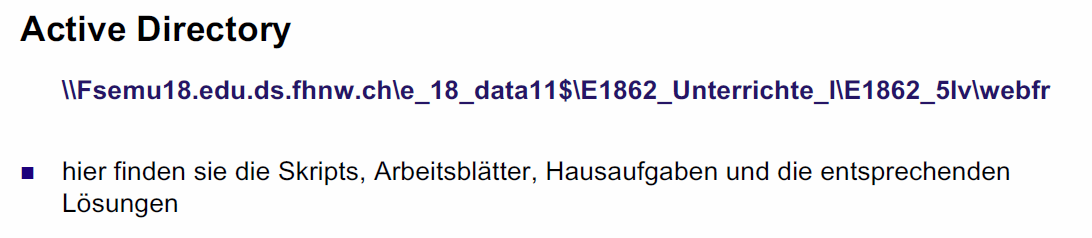 Active Directory
\\Fsemu18.edu.ds.fhnw.ch\e_18_data11$\E1862_Unterrichte_I\E1862_5Iv\webfr
hier finden sie die Skripts, Arbeitsblätter, Hausaufgaben und die entsprechenden
Lösungen